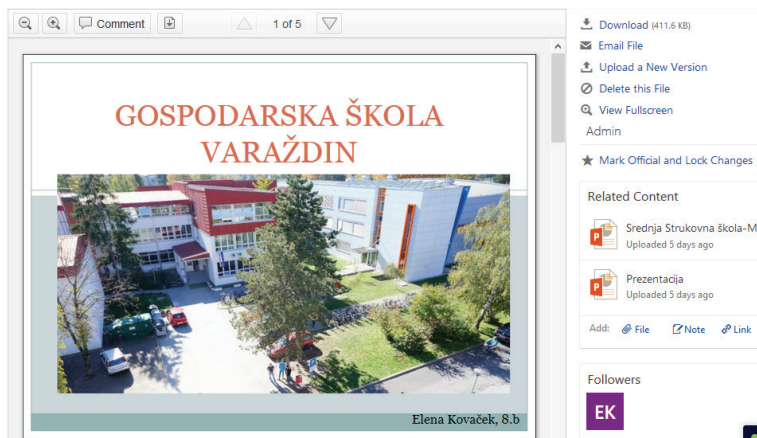 Comment
1 of 5
GOSPODARSKA ŠKOLA
VARAŽDIN
Elena Kovaček, 8.b
Download (411.6 KB)
Email File
Upload a New Version
Delete this File
View Fullscreen
Admin
Mark Official and Lock Changes
Related Content
Srednja Strukovna škola-M
Uploaded 5 days ago
Prezentacija
Uploaded 5 days ago
Add: File Note Link
Followers
EK